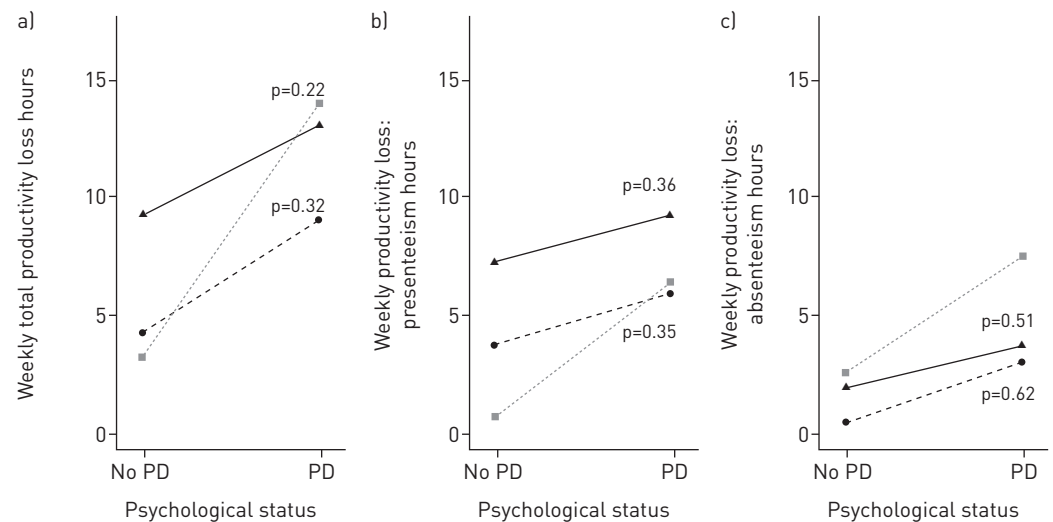 a)
Weekly total productivity loss hours
15
10
5
0
p=0.22
p=0.32
No PD
PD
Psychological status
b)
Weekly productivity loss:
presenteeism hours
15
10
5
0
p=0.36
p=0.35
No PD
PD
Psychological status
c)
Weekly productivity loss:
absenteeism hours
15
10
5
0
p=0.51
p=0.62
No PD
PD
Psychological status